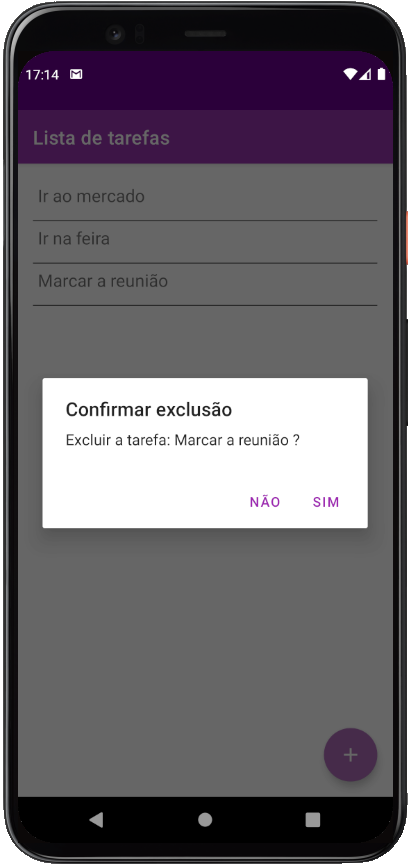 17:14
Lista de tarefas
Ir ao mercado
Ir na feira
Marcar a reunião
Confirmar exclusão
Excluir a tarefa: Marcar a reunião ?
NÃO SIM
+